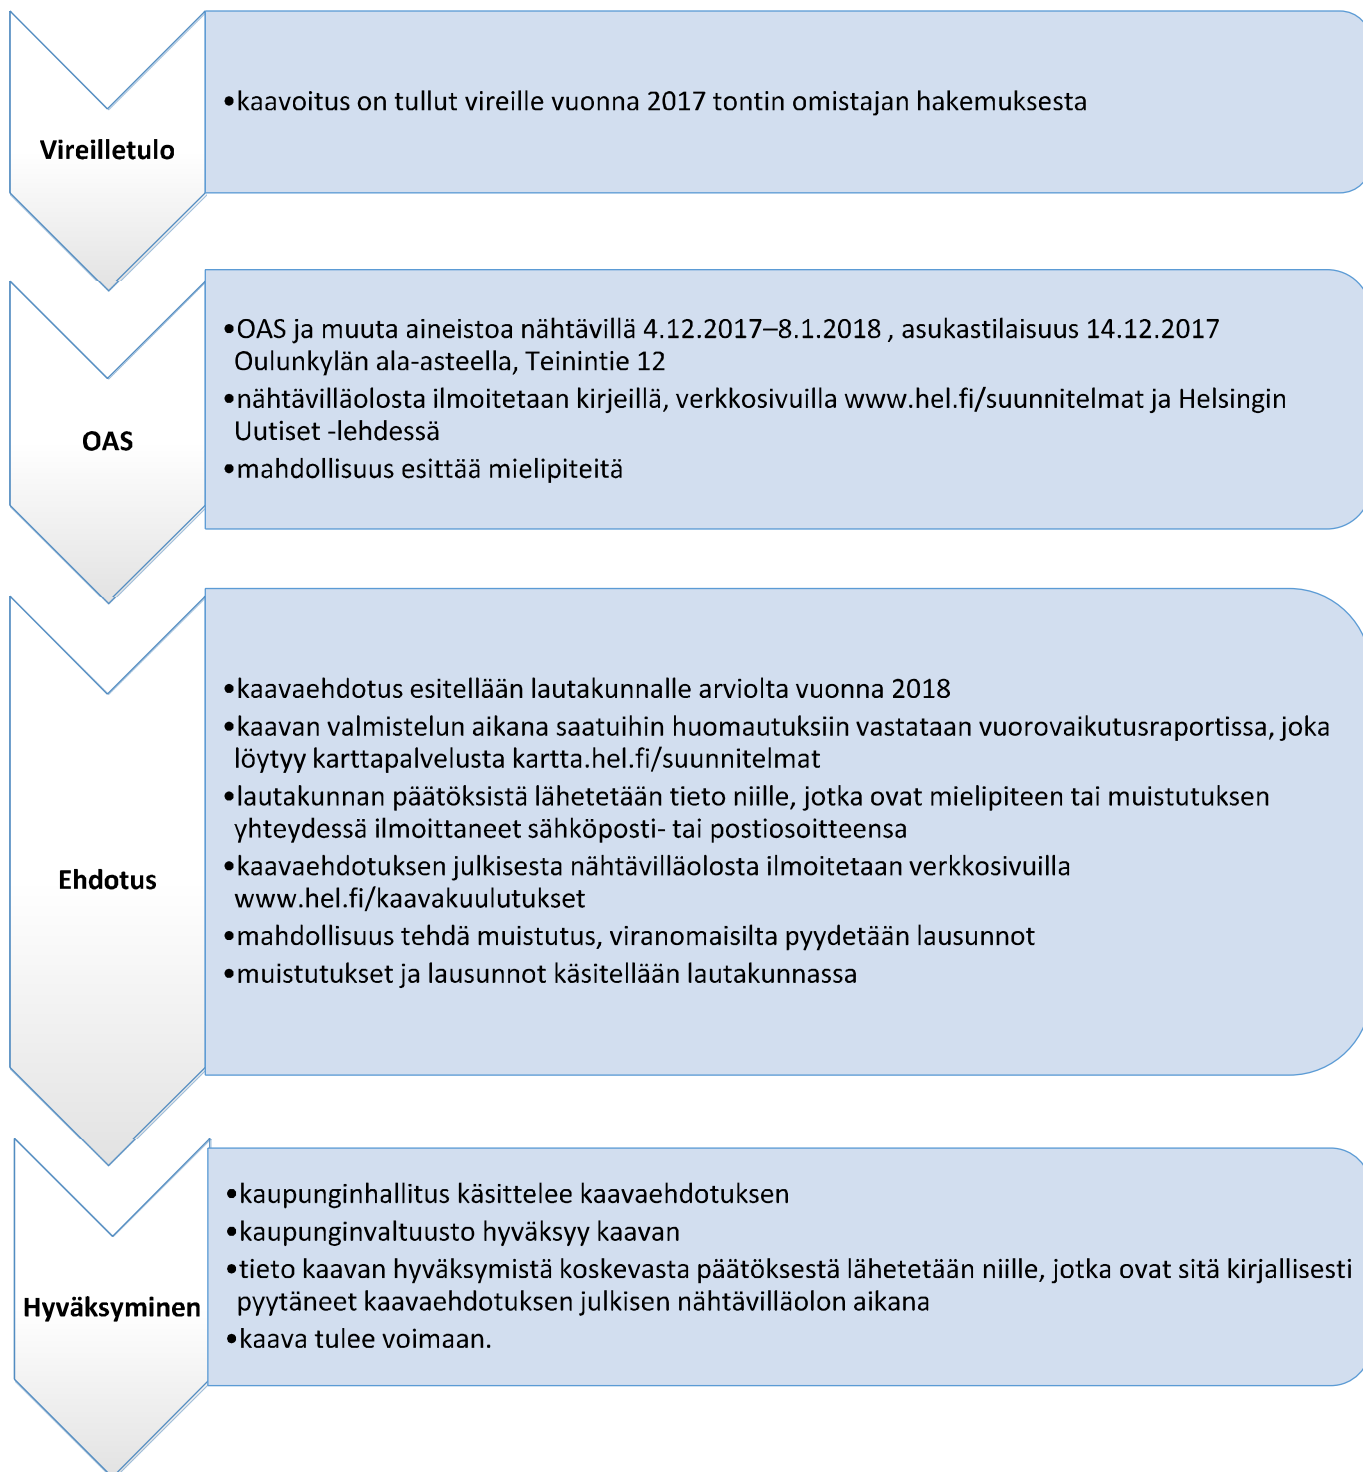 Vireilletulo
•kaavoitus on tullut vireille vuonna 2017 tontin omistajan hakemuksesta
OAS
•OAS ja muuta aineistoa nähtävillä 4.12.2017–8.1.2018 , asukastilaisuus 14.12.2017
Oulunkylän ala-asteella, Teinintie 12
•nähtävilläolosta ilmoitetaan kirjeillä, verkkosivuilla www.hel.fi/suunnitelmat ja Helsingin
Uutiset -lehdessä
•mahdollisuus esittää mielipiteitä
Ehdotus
•kaavaehdotus esitellään lautakunnalle arviolta vuonna 2018
•kaavan valmistelun aikana saatuihin huomautuksiin vastataan vuorovaikutusraportissa, joka
löytyy karttapalvelusta kartta.hel.fi/suunnitelmat
•lautakunnan päätöksistä lähetetään tieto niille, jotka ovat mielipiteen tai muistutuksen
yhteydessä ilmoittaneet sähköposti- tai postiosoitteensa
•kaavaehdotuksen julkisesta nähtävilläolosta ilmoitetaan verkkosivuilla
www.hel.fi/kaavakuulutukset
•mahdollisuus tehdä muistutus, viranomaisilta pyydetään lausunnot
•muistutukset ja lausunnot käsitellään lautakunnassa
Hyväksyminen
•kaupunginhallitus käsittelee kaavaehdotuksen
•kaupunginvaltuusto hyväksyy kaavan
•tieto kaavan hyväksymistä koskevasta päätöksestä lähetetään niille, jotka ovat sitä kirjallisesti
pyytäneet kaavaehdotuksen julkisen nähtävilläolon aikana
•kaava tulee voimaan.